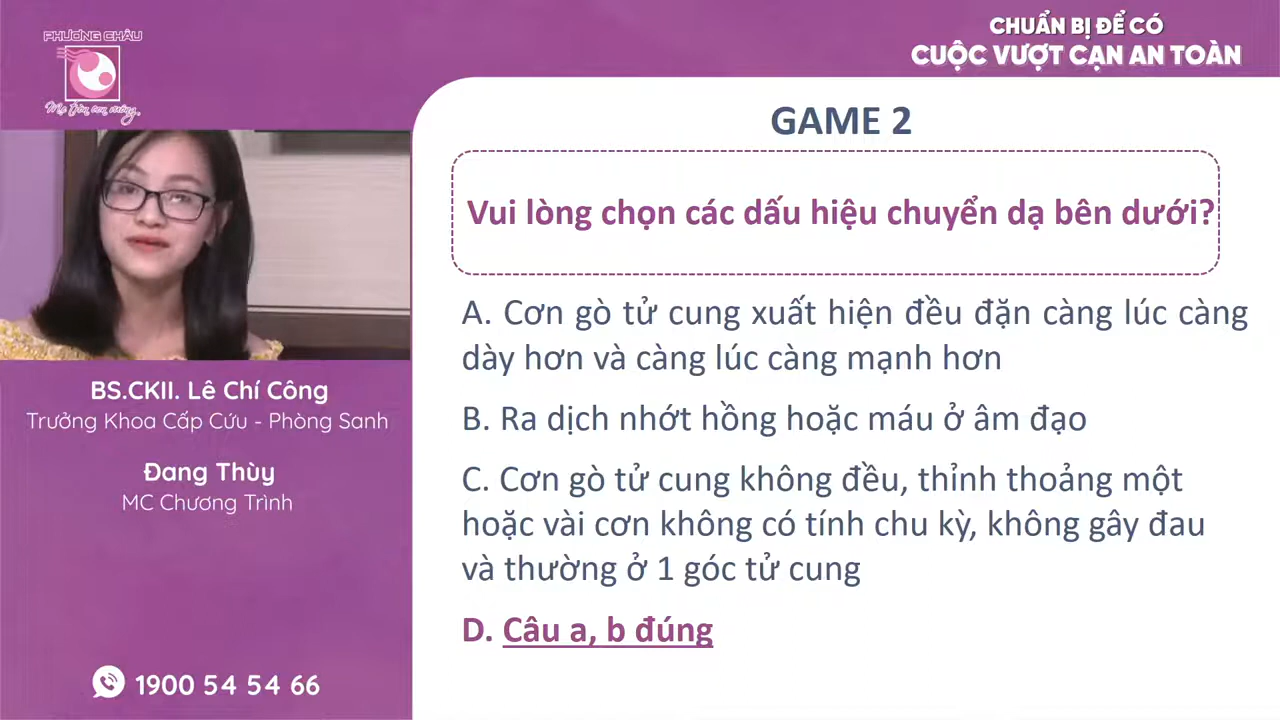 PHƯƠNG CHÂU
Mẹ tròn con vuông.
CHUẨN BỊ ĐỂ CÓ
CUỘC VƯỢT CẠN AN TOÀN
GAME 2
Vui lòng chọn các dấu hiệu chuyển dạ bên dưới?
A. Cơn gò tử cung xuất hiện đều đặn càng lúc càng
dày hơn và càng lúc càng mạnh hơn
B. Ra dịch nhớt hồng hoặc máu ở âm đạo
C. Cơn gò tử cung không đều, thỉnh thoảng một
hoặc vài cơn không có tính chu kỳ, không gây đau
và thường ở 1 góc tử cung
D. Câu a, b đúng
BS.CKII. Lê Chí Công
Trưởng Khoa Cấp Cứu - Phòng Sanh
Đang Thùy
MC Chương Trình
1900 54 54 66